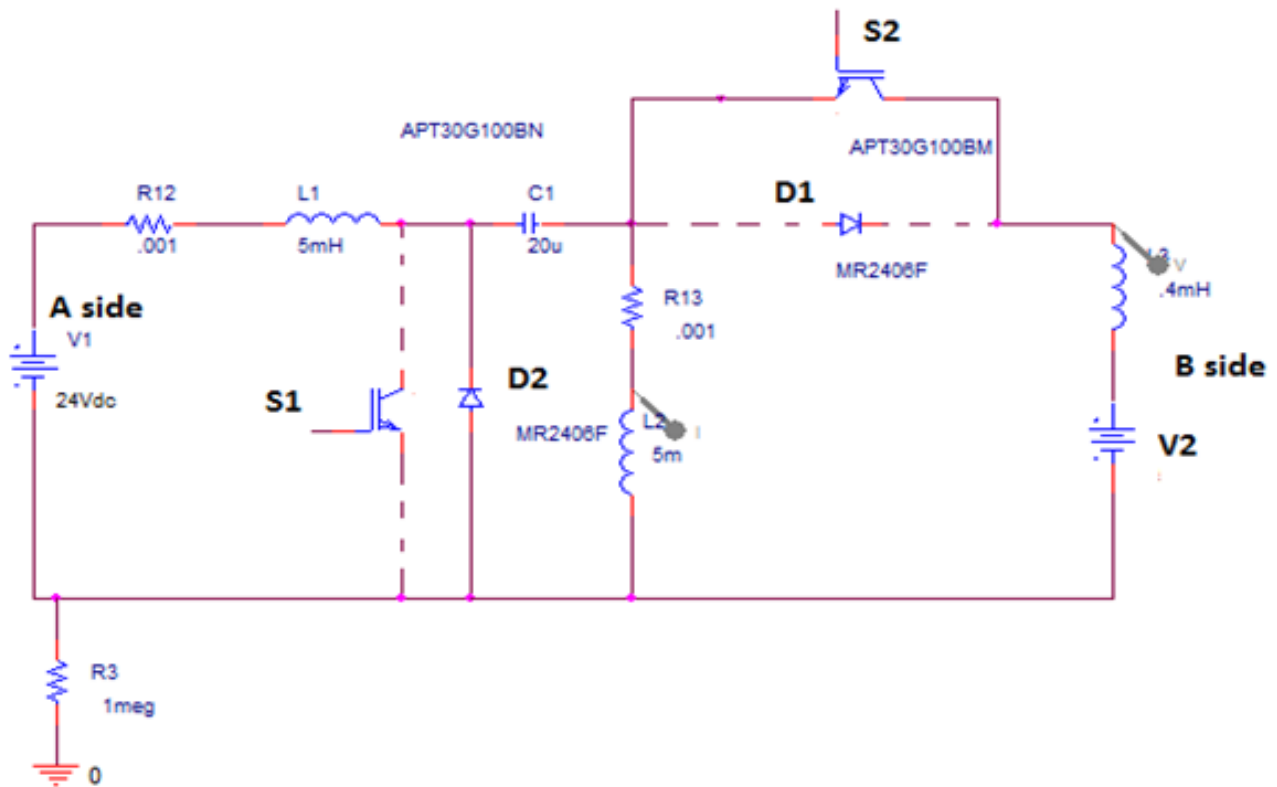 S2
APT30G100BN
APT30G100BM
R12
L1
C1
D1
.001
5mH
20u
MR2406F
R13
.001
V
.4mH
A side
V1
24Vdc
B side
S1
D2
MR2406F
L2
I
5m
V2
R3
1meg
0